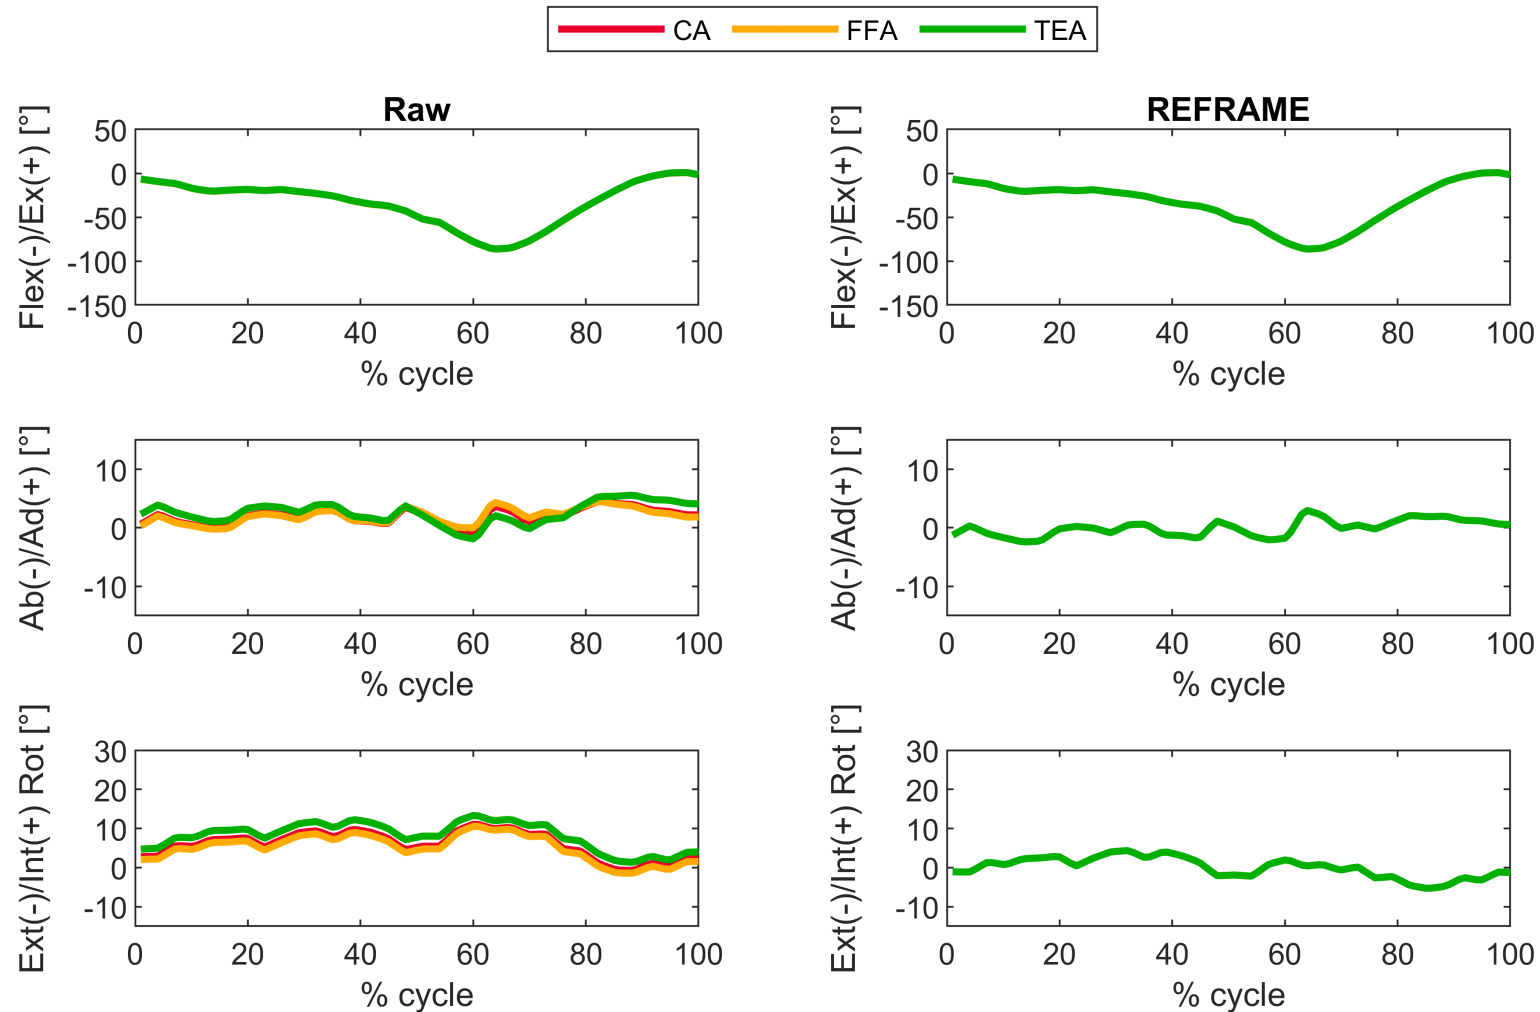 CA FFA TEA
Raw
Flex(-)/Ex(+) [°]
50
0
-50
-100
-150
0 20 40 60 80 100
% cycle
REFRAME
Flex(-)/Ex(+) [°]
50
0
-50
-100
-150
0 20 40 60 80 100
% cycle
Ab(-)/Ad(+) [°]
10
0
-10
0 20 40 60 80 100
% cycle
Ab(-)/Ad(+) [°]
10
0
-10
0 20 40 60 80 100
% cycle
Ext(-)/Int(+) Rot [°]
30
20
10
0
-10
0 20 40 60 80 100
% cycle
Ext(-)/Int(+) Rot [°]
30
20
10
0
-10
0 20 40 60 80 100
% cycle